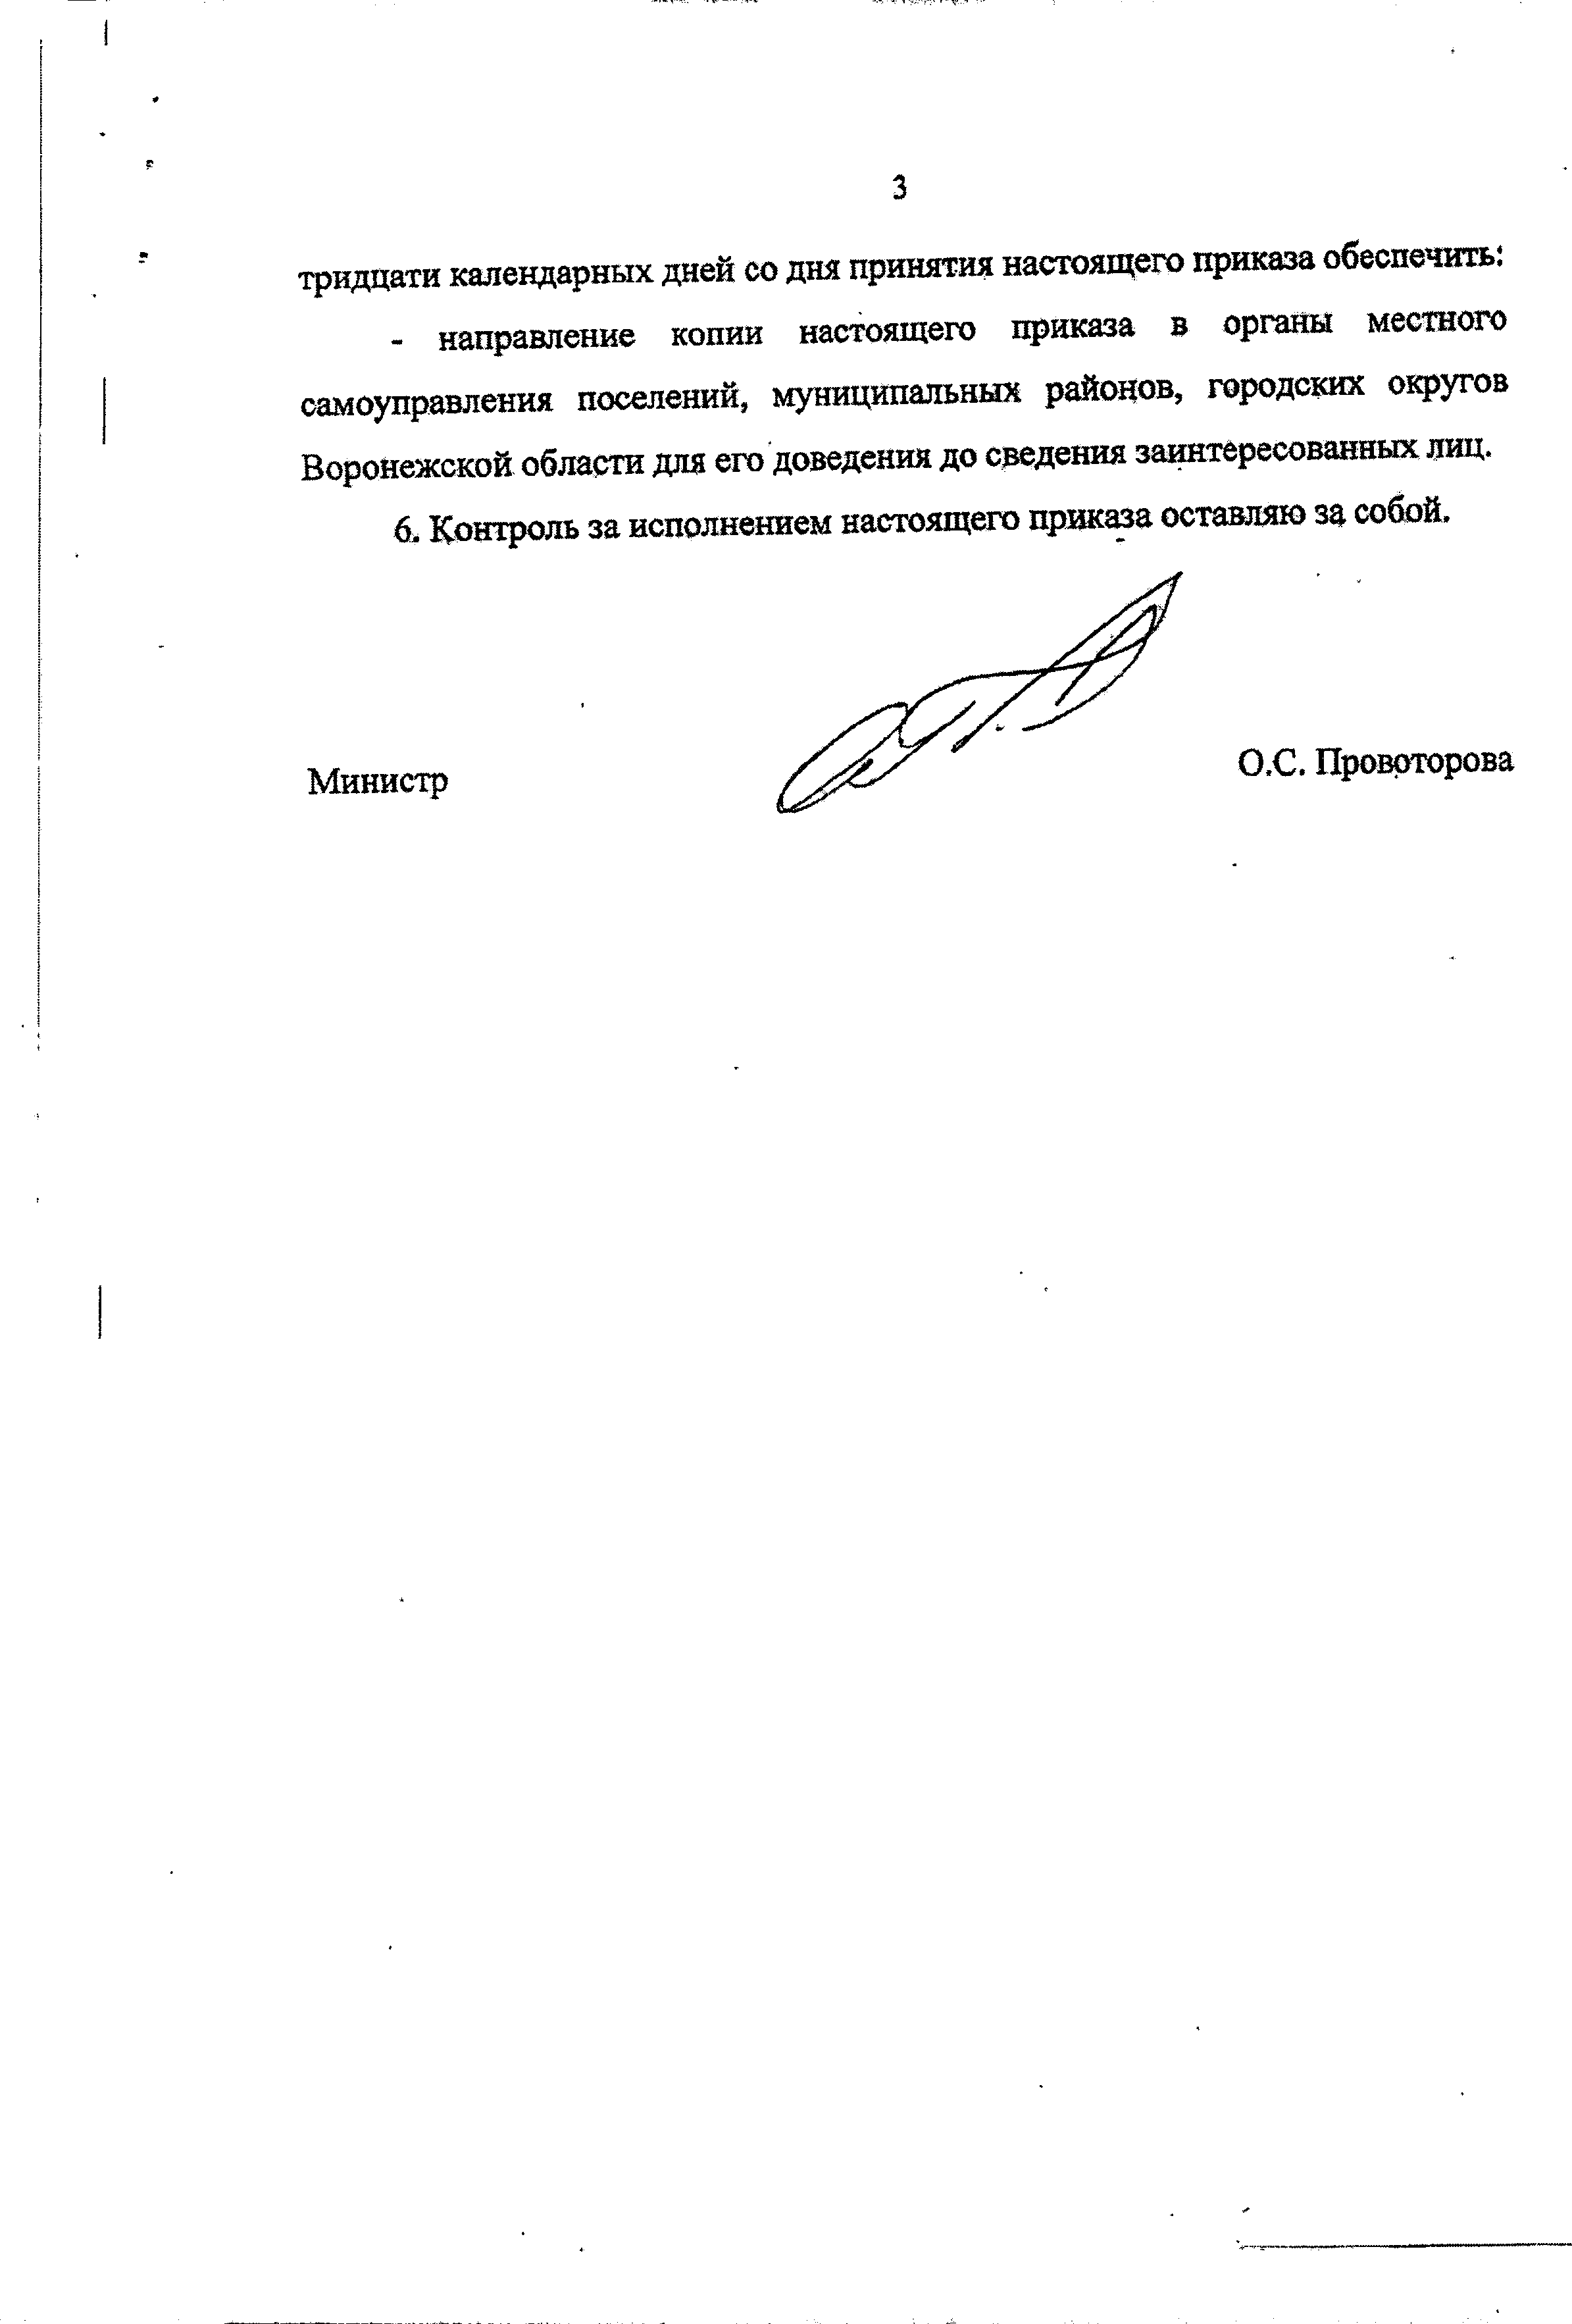 3
тридцати календарных дней со дня принятия настоящего приказа обеспечить:
- направление копии настоящего приказа в органы местного
самоуправления поселений, муниципальных районов, городских округов
Воронежской области для его доведения до сведения заинтересованных лиц.
6. Контроль за исполнением настоящего приказа оставляю за собой.
Министр О.С. Провоторова